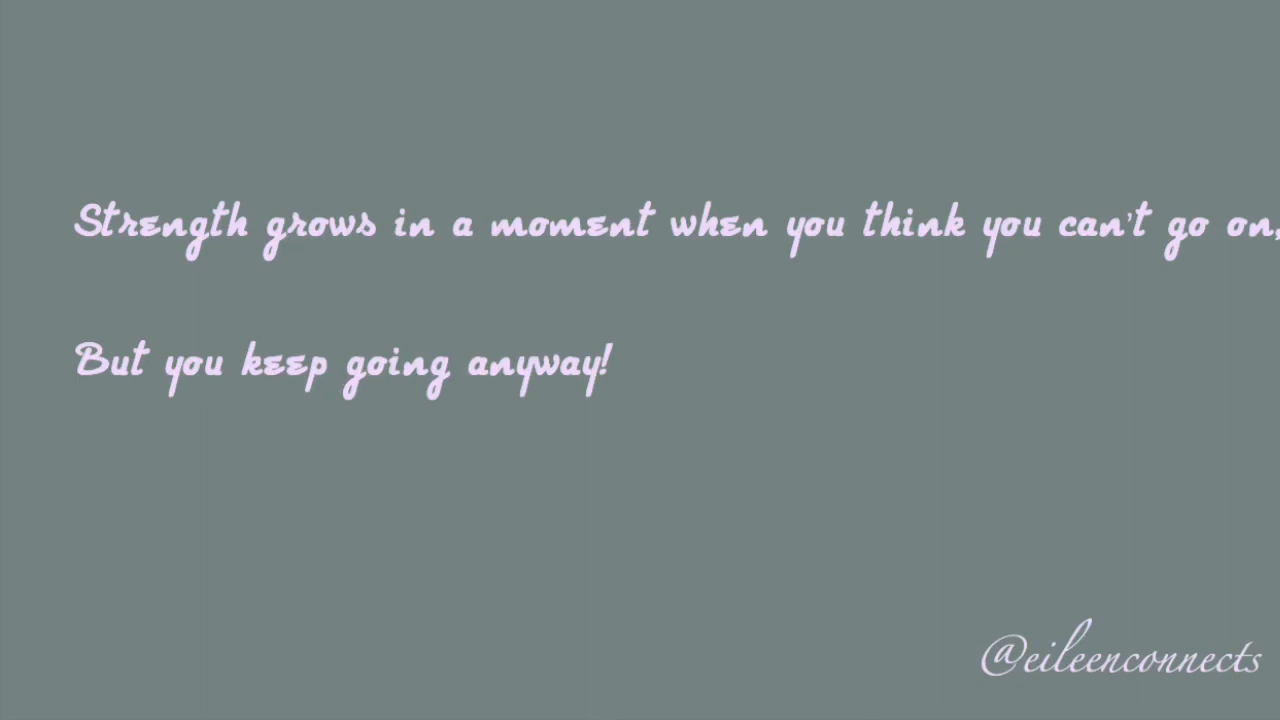 Strength grows in a moment when you think you can't go on,
But you keep going anyway!
@eileenconnects